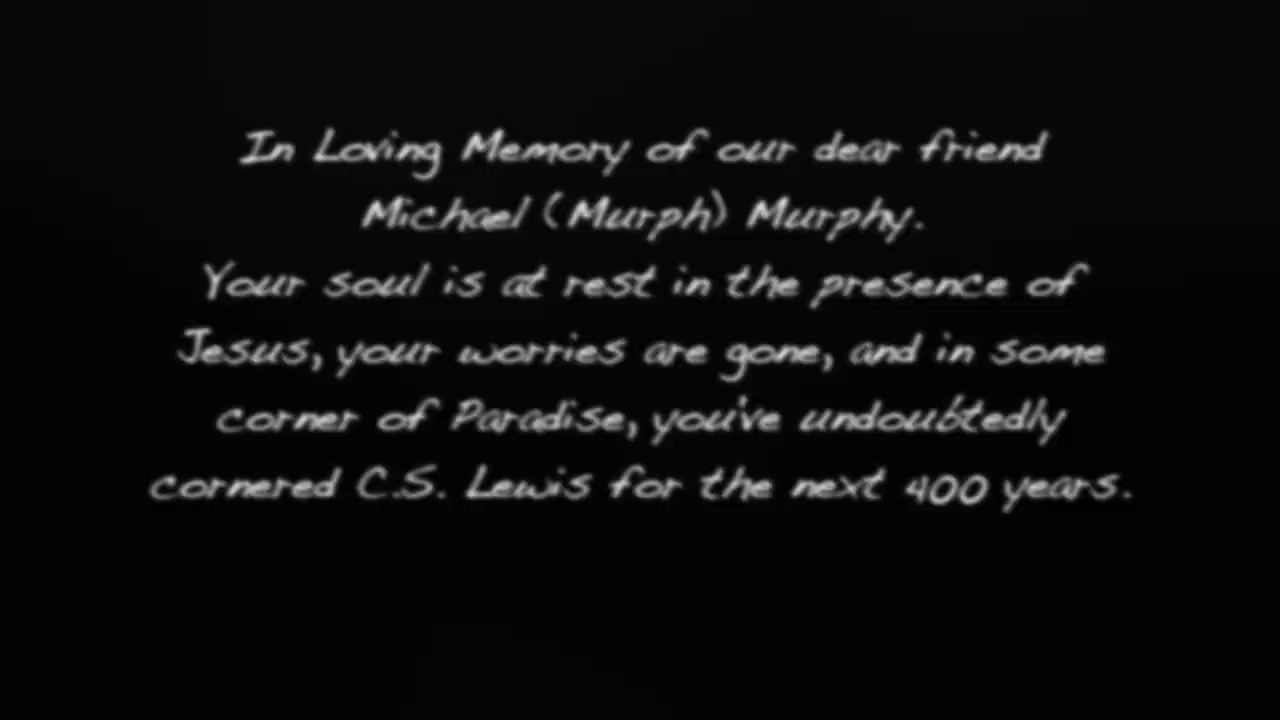 In Loving Memory of our dear friend
Michael (Murph) Murphy.
Your soul is at rest in the presence of
Jesus, your worries are gone, and in some
corner of Paradise, you've undoubtedly
cornered C.S. Lewis for the next 400 years.